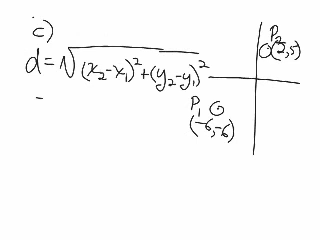 c)
d = √(x₂-x₁)²+(y₂-y₁)²
=
P₂
(2,5)
P₁
(-6,-6)